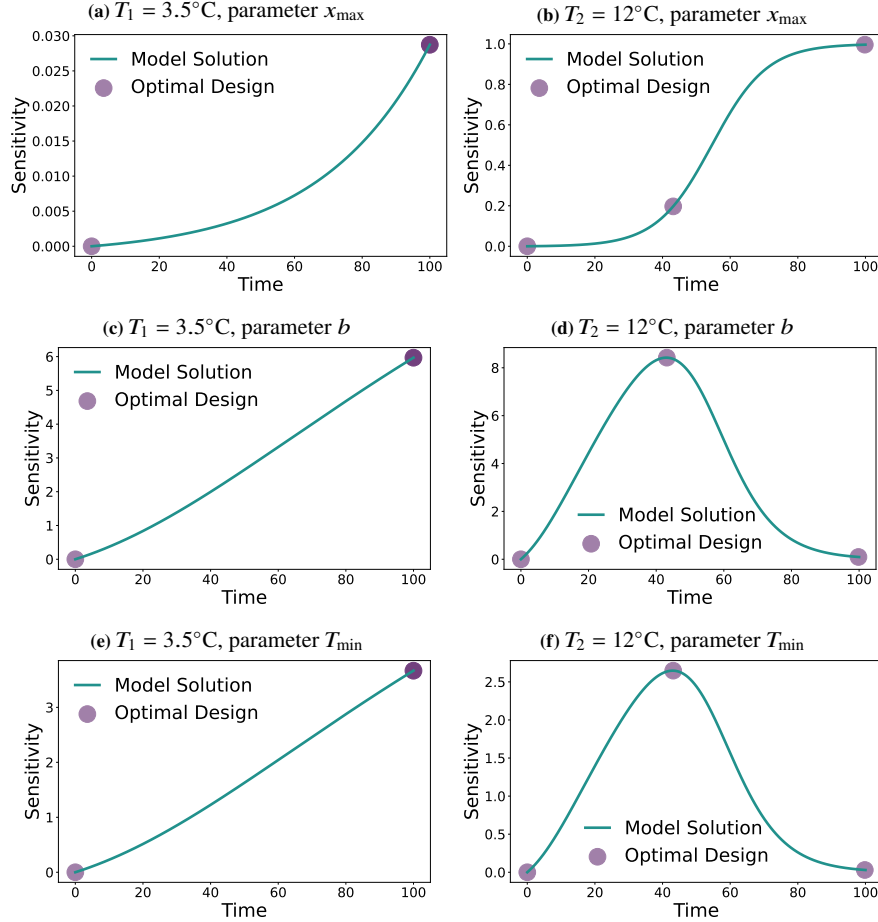 (a) T₁ = 3.5°C, parameter xmax
0.030
0.025
0.020
0.015
0.010
0.005
0.000
Sensitivity
Model Solution
Optimal Design
0 20 40 60 80 100
Time
(b) T₂ = 12°C, parameter xmax
1.0
0.8
0.6
0.4
0.2
0.0
Sensitivity
Model Solution
Optimal Design
0 20 40 60 80 100
Time
(c) T₁ = 3.5°C, parameter b
6
5
4
3
2
1
0
Sensitivity
Model Solution
Optimal Design
0 20 40 60 80 100
Time
(d) T₂ = 12°C, parameter b
8
6
4
2
0
Sensitivity
Model Solution
Optimal Design
0 20 40 60 80 100
Time
(e) T₁ = 3.5°C, parameter Tmin
3
2
1
0
Sensitivity
Model Solution
Optimal Design
0 20 40 60 80 100
Time
(f) T₂ = 12°C, parameter Tmin
2.5
2.0
1.5
1.0
0.5
0.0
Sensitivity
Model Solution
Optimal Design
0 20 40 60 80 100
Time